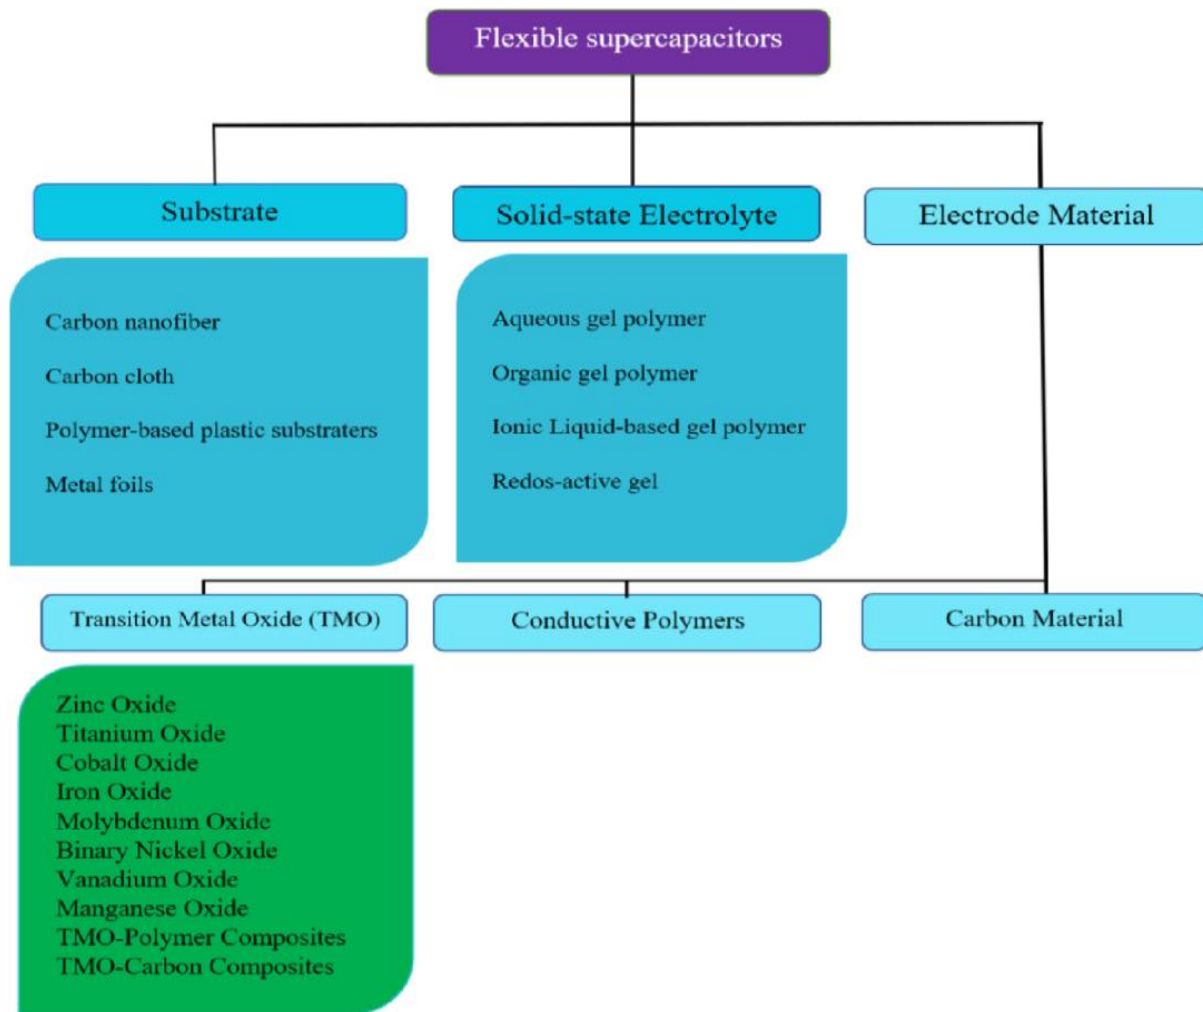 Flexible supercapacitors
Substrate
Solid-state Electrolyte
Electrode Material
Carbon nanofiber
Carbon cloth
Polymer-based plastic substraters
Metal foils
Aqueous gel polymer
Organic gel polymer
Ionic Liquid-based gel polymer
Redos-active gel
Transition Metal Oxide (TMO)
Conductive Polymers
Carbon Material
Zinc Oxide
Titanium Oxide
Cobalt Oxide
Iron Oxide
Molybdenum Oxide
Binary Nickel Oxide
Vanadium Oxide
Manganese Oxide
TMO-Polymer Composites
TMO-Carbon Composites